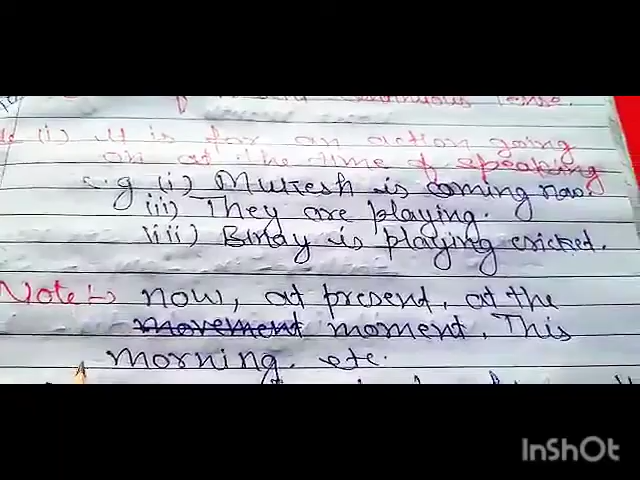 Continuous Tense.
(i) It is for an action going
on at the time of speaking
e.g (i) Mukesh is coming now.
(ii) They are playing.
(iii) Binay is playing cricket.
Note:-> now, at present, at the
movement moment. This
morning. etc.
InShOt